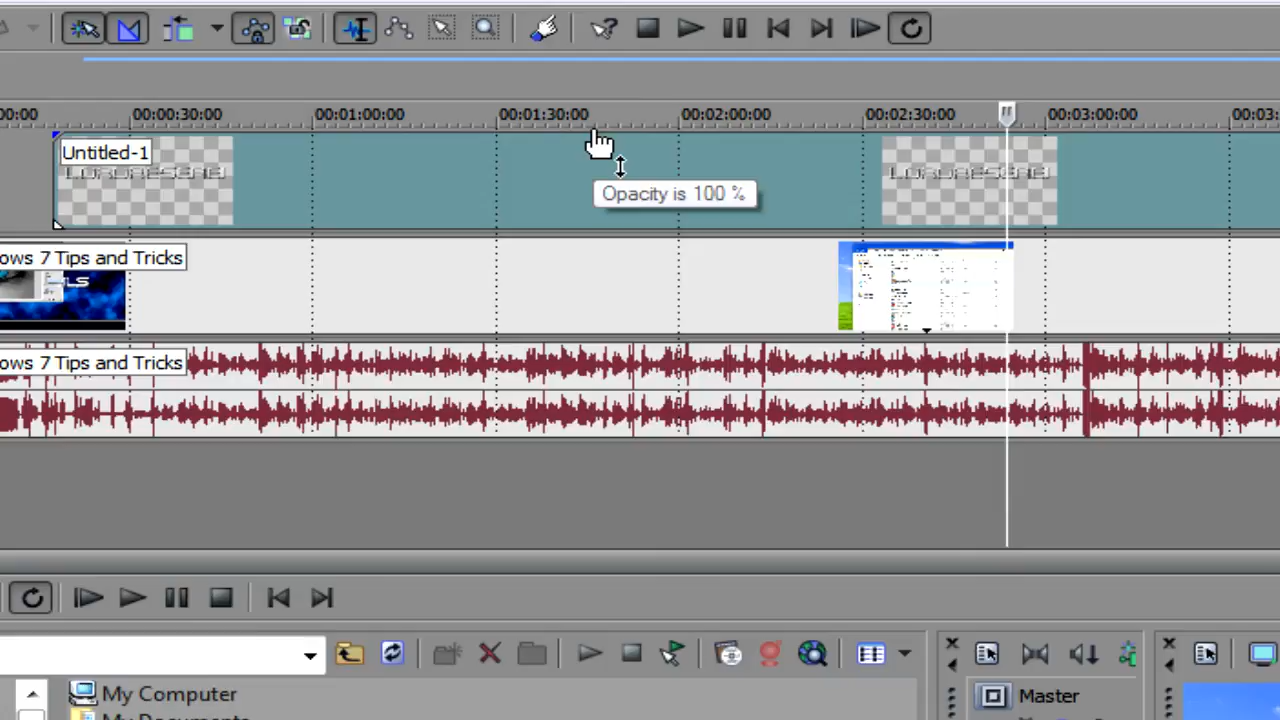 00:00
00:00:30:00
00:01:00:00
00:01:30:00
00:02:00:00
00:02:30:00
00:03:00:00
00:03:
Untitled-1
Opacity is 100 %
ows 7 Tips and Tricks
ows 7 Tips and Tricks
My Computer
Master